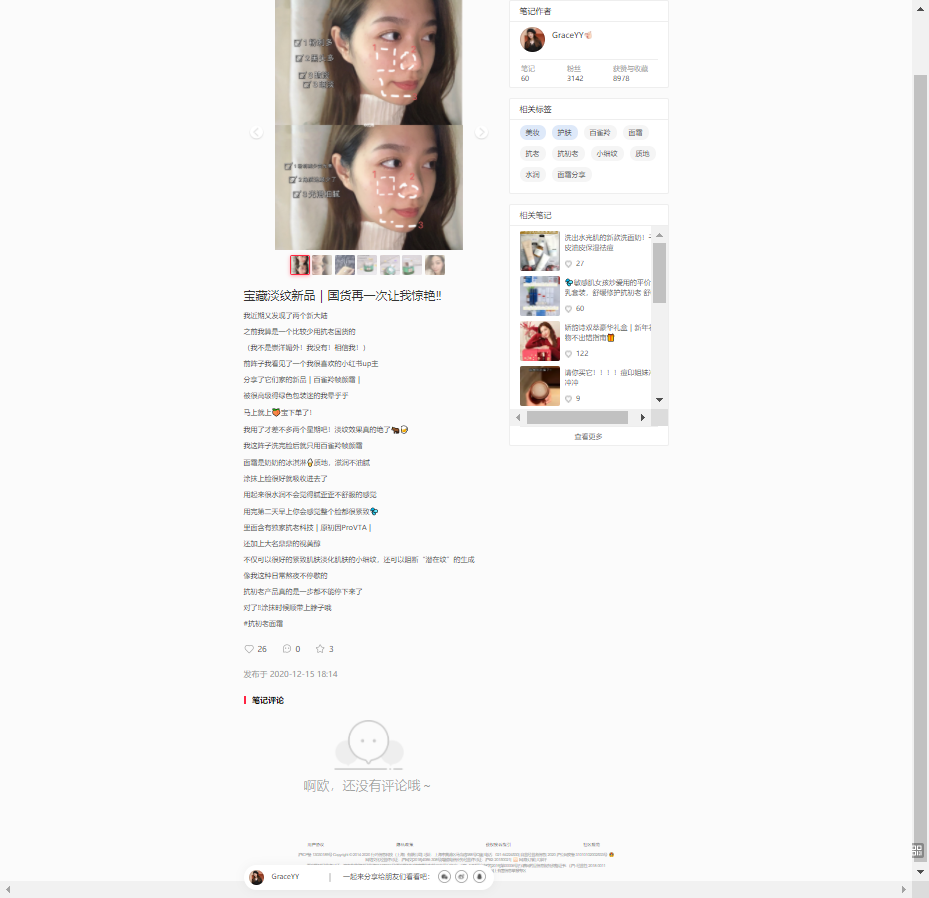 笔记作者
GraceYY
笔记
粉丝
获赞与收藏
60
3142
8978
相关标签
美妆
护肤
百雀羚
面霜
抗老
抗初老
小细纹
质地
水润
面霜分享
相关笔记
洗出水光肌的新款洗面奶！
皮油皮保湿祛痘
27
敏感肌女孩炒爱用的平价
乳套装，舒缓修护抗初老
60
娇韵诗双萃豪华礼盒 | 新年礼
物不出错指南
122
请你买它！！！！痘印姐妹
冲冲
9
查看更多
宝藏淡纹新品 | 国货再一次让我惊艳!!
我近期又发现了两个新大陆
之前我算是一个比较少用抗老国货的
（我不是崇洋媚外！我没有！相信我！）
前阵子我看见了一个我很喜欢的小红书up主
分享了它们家的新品 | 百雀羚帧颜霜 |
被很高级得绿色包装迷的我晕乎乎
马上就上宝下单了！
我用了才差不多两个星期吧！淡纹效果真的绝了
我这阵子洗完脸后就只用百雀羚帧颜霜
面霜是奶奶的冰淇淋质地，滋润不油腻
涂抹上脸很好就吸收进去了
用起来很水润不会觉得腻歪歪不舒服的感觉
用完第二天早上你会感觉整个脸都很紧致
里面含有独家抗老科技 | 原初因ProVTA |
还加上大名鼎鼎的视黄醇
不仅可以很好的紧致肌肤淡化肌肤的小细纹，还可以阻断“潜在纹”的生成
像我这种日常熬夜不停歇的
抗初老产品真的是一步都不能停下来了
对了!!涂抹时候顺带上脖子哦
#抗初老面霜
26
0
3
发布于 2020-12-15 18:14
笔记评论
啊欧，还没有评论哦 ~
GraceYY
|
一起来分享给朋友们看看吧：